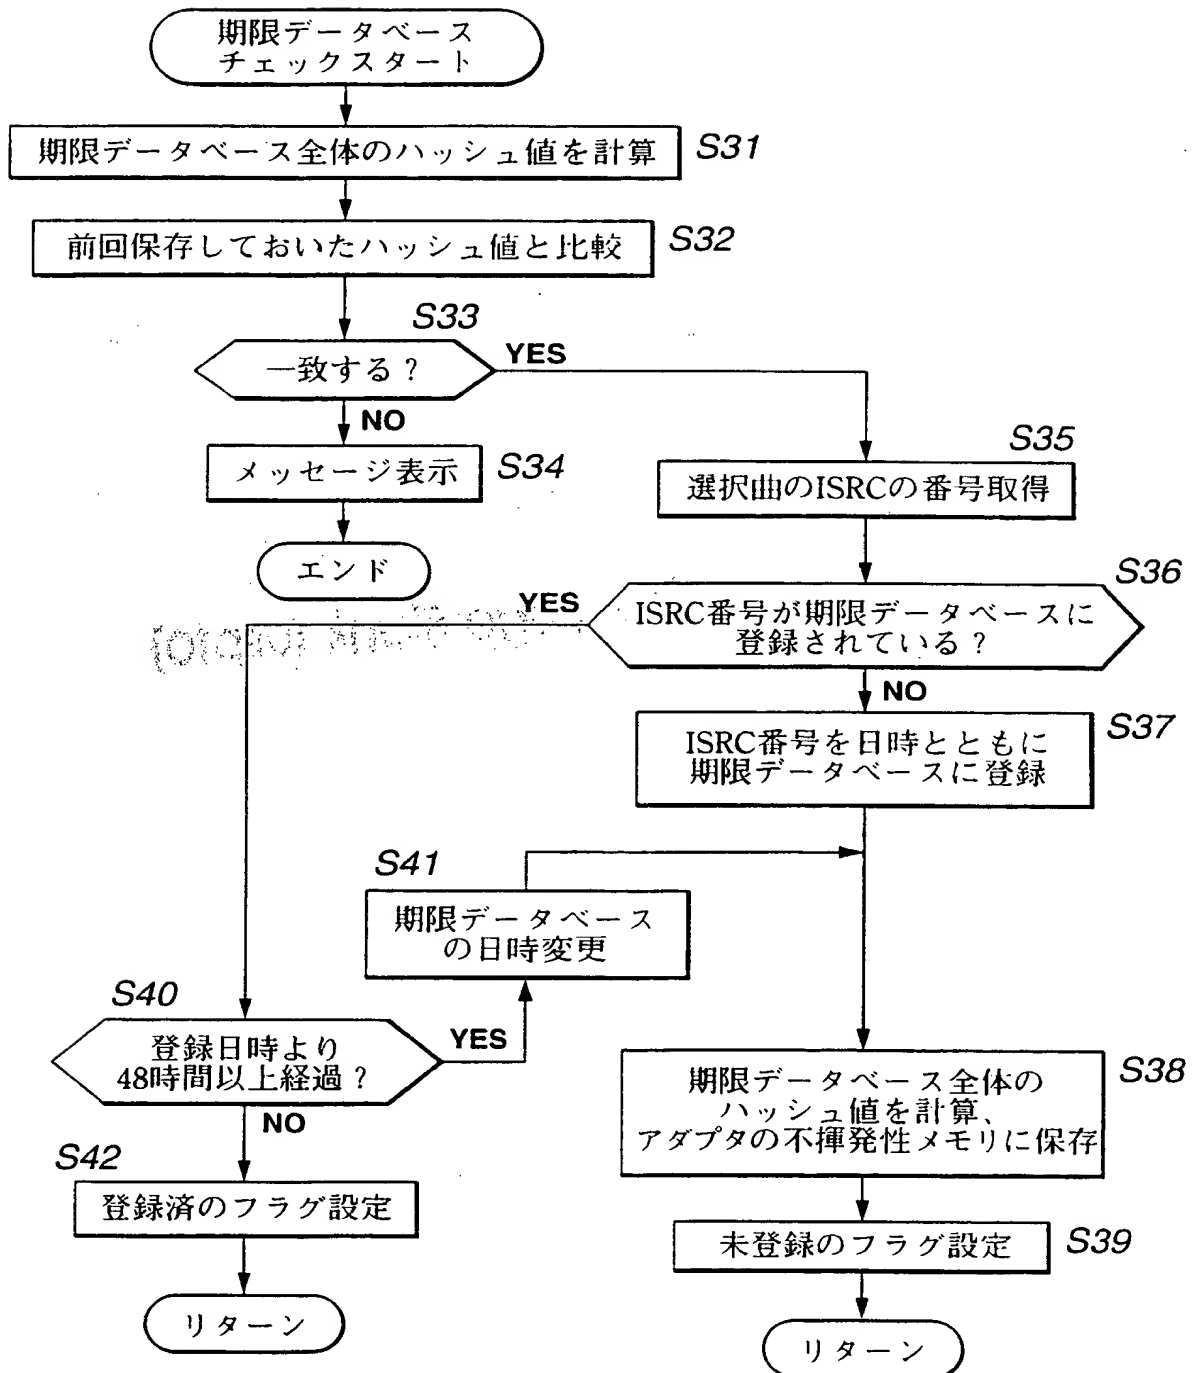 期限データベース
チェックスタート
期限データベース全体のハッシュ値を計算
S31
前回保存しておいたハッシュ値と比較
S32
S33
一致する?
YES
NO
メッセージ表示
S34
エンド
S35
選択曲のISRCの番号取得
S36
ISRC番号が期限データベースに
登録されている?
YES
NO
S37
ISRC番号を日時とともに
期限データベースに登録
S41
期限データベース
の日時変更
S40
登録日時より
48時間以上経過?
YES
NO
S42
登録済のフラグ設定
リターン
S38
期限データベース全体の
ハッシュ値を計算、
アダプタの不揮発性メモリに保存
未登録のフラグ設定
S39
リターン